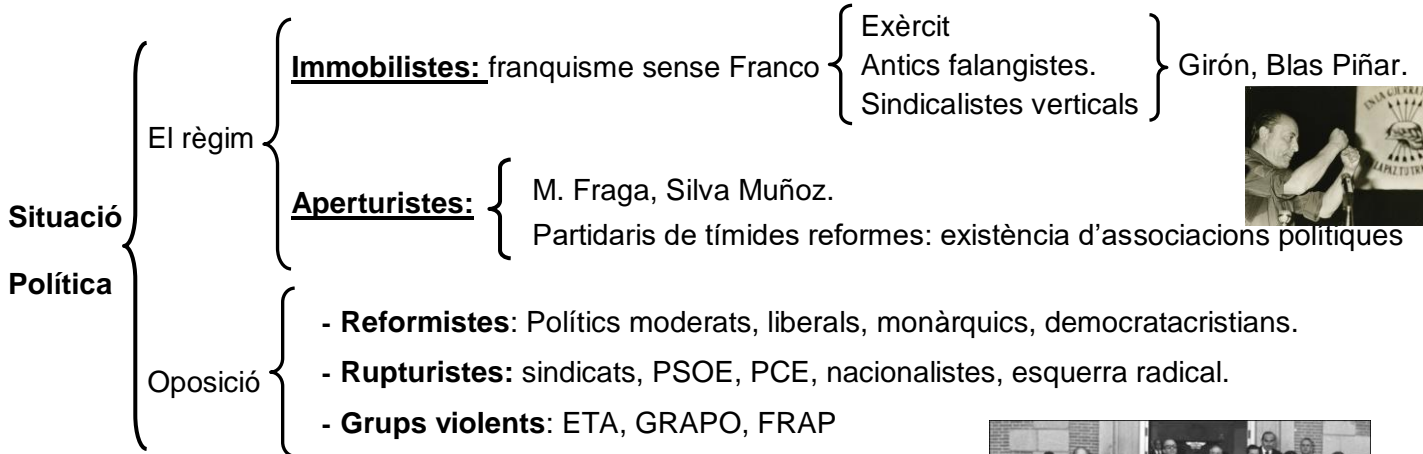 Exèrcit
Immobilistes: franquisme sense Franco
Antics falangistes.
Girón, Blas Piñar.
Sindicalistes verticals
El règim
M. Fraga, Silva Muñoz.
Aperturistes:
Partidaris de tímides reformes: existència d’associacions polítiques
Situació
Política
- Reformistes: Polítics moderats, liberals, monàrquics, democratacristians.
Oposició
- Rupturistes: sindicats, PSOE, PCE, nacionalistes, esquerra radical.
- Grups violents: ETA, GRAPO, FRAP